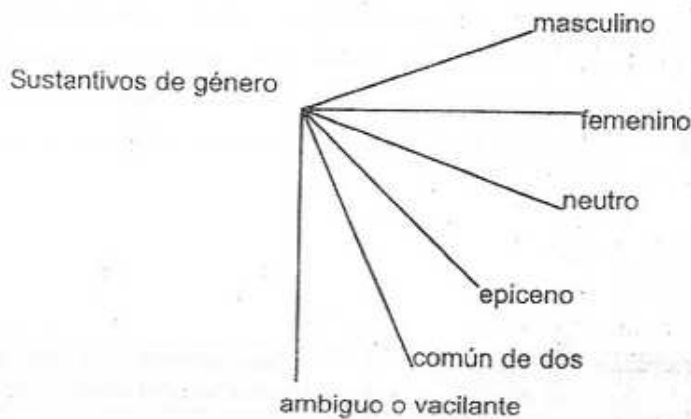 masculino
Sustantivos de género
femenino
neutro
epiceno
común de dos
ambiguo o vacilante